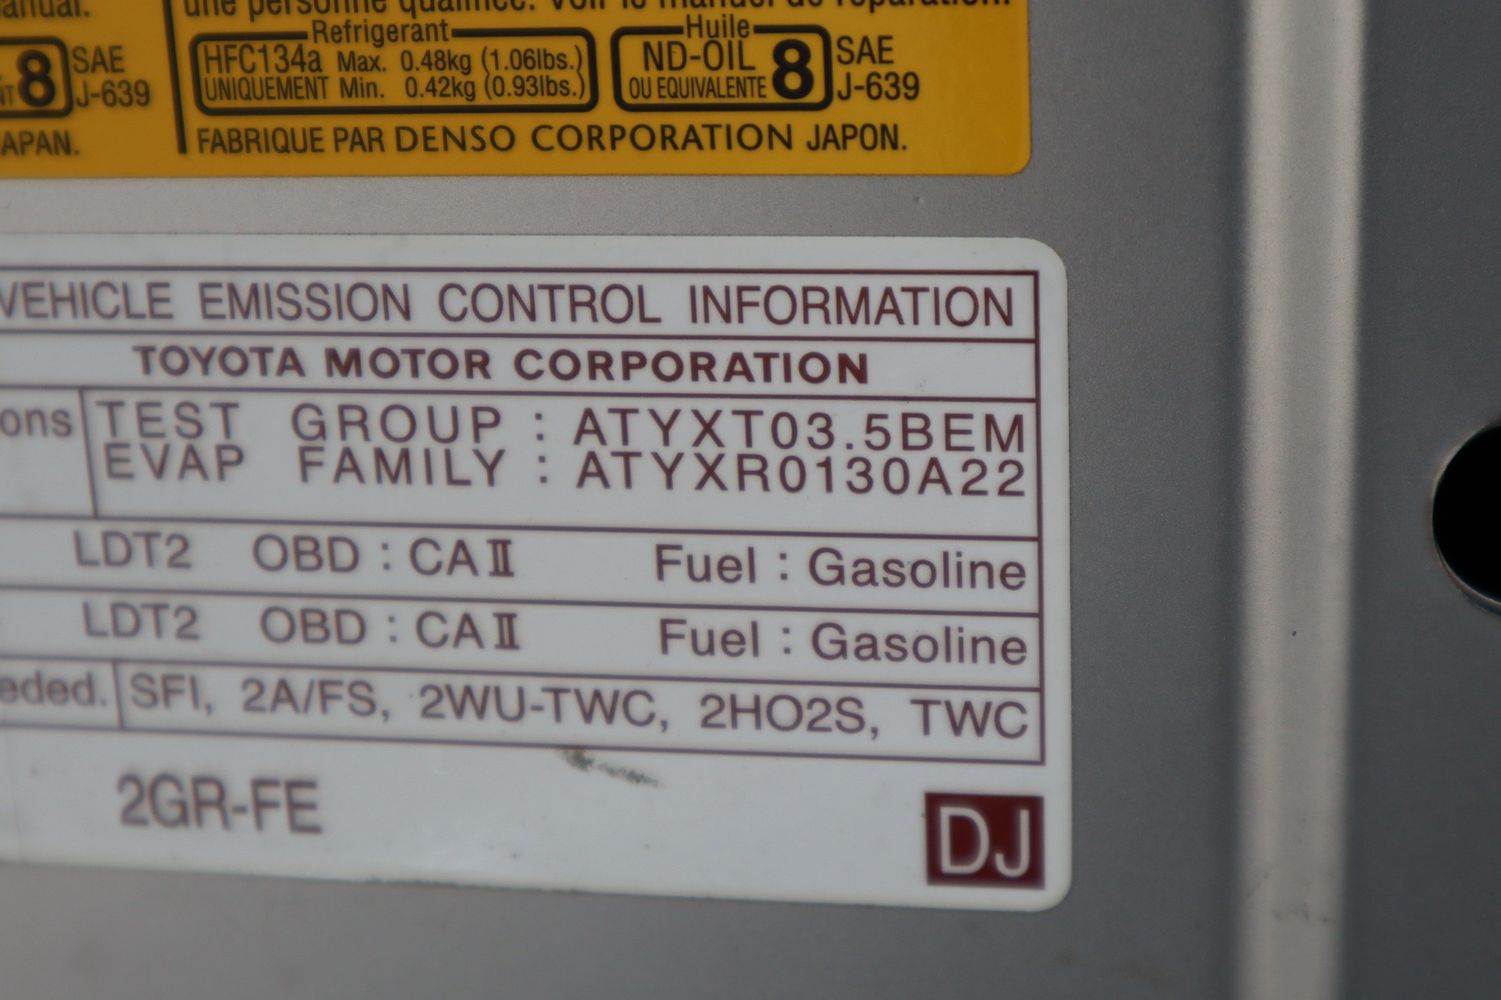 anual.
une personne qualifiée. Voir le manuel de réparation.
Refrigerant
HFC134a Max. 0.48kg (1.06lbs.)
UNIQUEMENT Min. 0.42kg (0.93lbs.)
Huile
ND-OIL 8
OU EQUIVALENTE
SAE
J-639
NT 8
SAE
J-639
APAN.
FABRIQUE PAR DENSO CORPORATION JAPON.
VEHICLE EMISSION CONTROL INFORMATION
TOYOTA MOTOR CORPORATION
ons TEST GROUP : ATYXT03.5BEM
EVAP FAMILY : ATYXR0130A22
LDT2 OBD : CAⅡ Fuel : Gasoline
LDT2 OBD : CAⅡ Fuel : Gasoline
eded. SFI, 2A/FS, 2WU-TWC, 2HO2S, TWC
2GR-FE
DJ